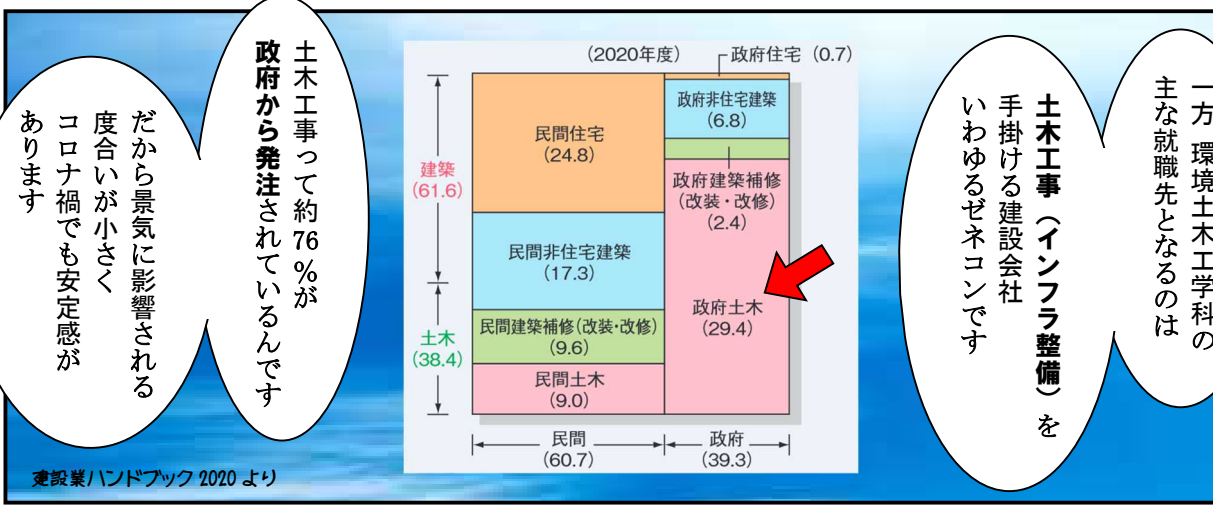 一方 環境土木工学科の
主な就職先となるのは
土木工事(インフラ整備)を
手掛ける建設会社
いわゆるゼネコンです
(2020年度)
政府住宅(0.7)
民間住宅
(24.8)
政府非住宅建築
(6.8)
政府建築補修
(改装・改修)
(2.4)
建築
(61.6)
民間非住宅建築
(17.3)
政府土木
(29.4)
民間建築補修(改装・改修)
(9.6)
土木
(38.4)
民間土木
(9.0)
民間
(60.7)
政府
(39.3)
土木工事って約76%が
政府から発注されているんです
だから景気に影響される
度合いが小さく
コロナ禍でも安定感が
あります
建設業ハンドブック2020より